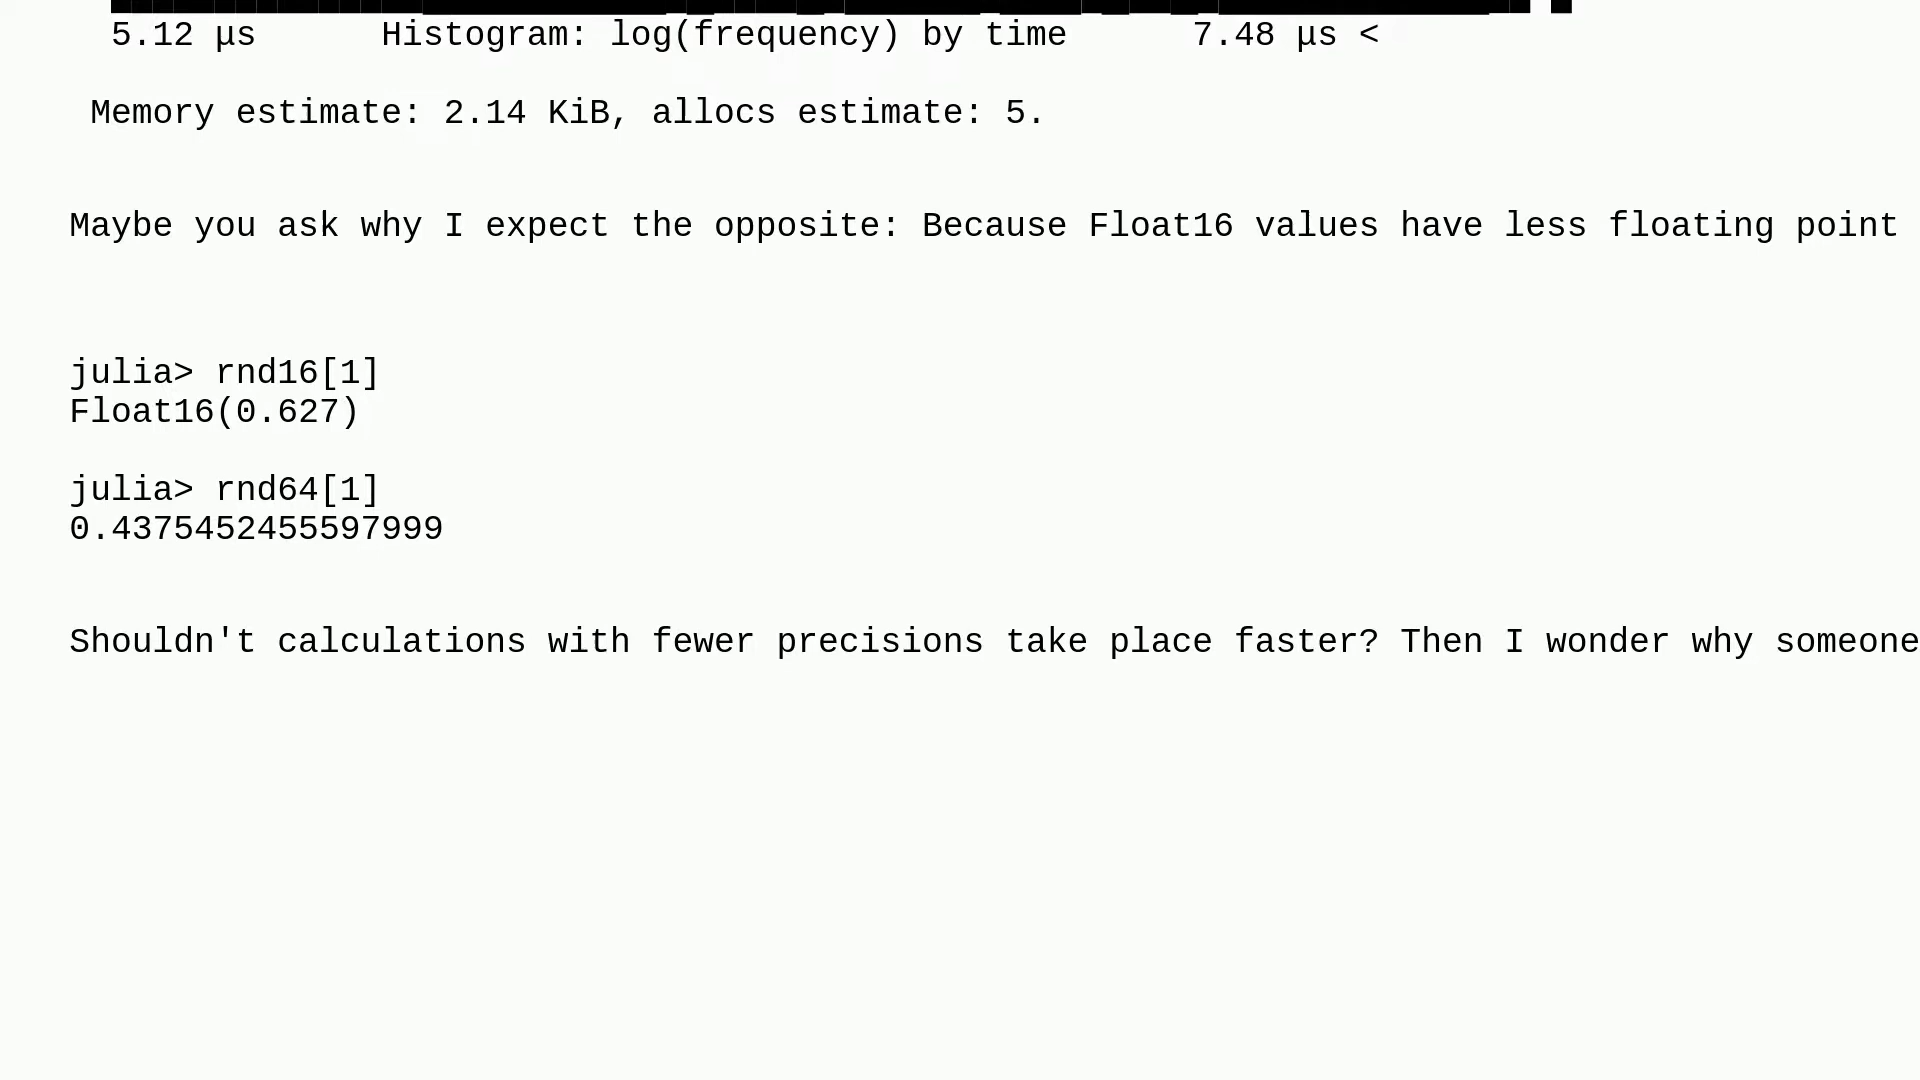 5.12 µs      Histogram: log(frequency) by time      7.48 µs <
Memory estimate: 2.14 KiB, allocs estimate: 5.
Maybe you ask why I expect the opposite: Because Float16 values have less floating point
julia> rnd16[1]
Float16(0.627)
julia> rnd64[1]
0.4375452455597999
Shouldn't calculations with fewer precisions take place faster? Then I wonder why someone